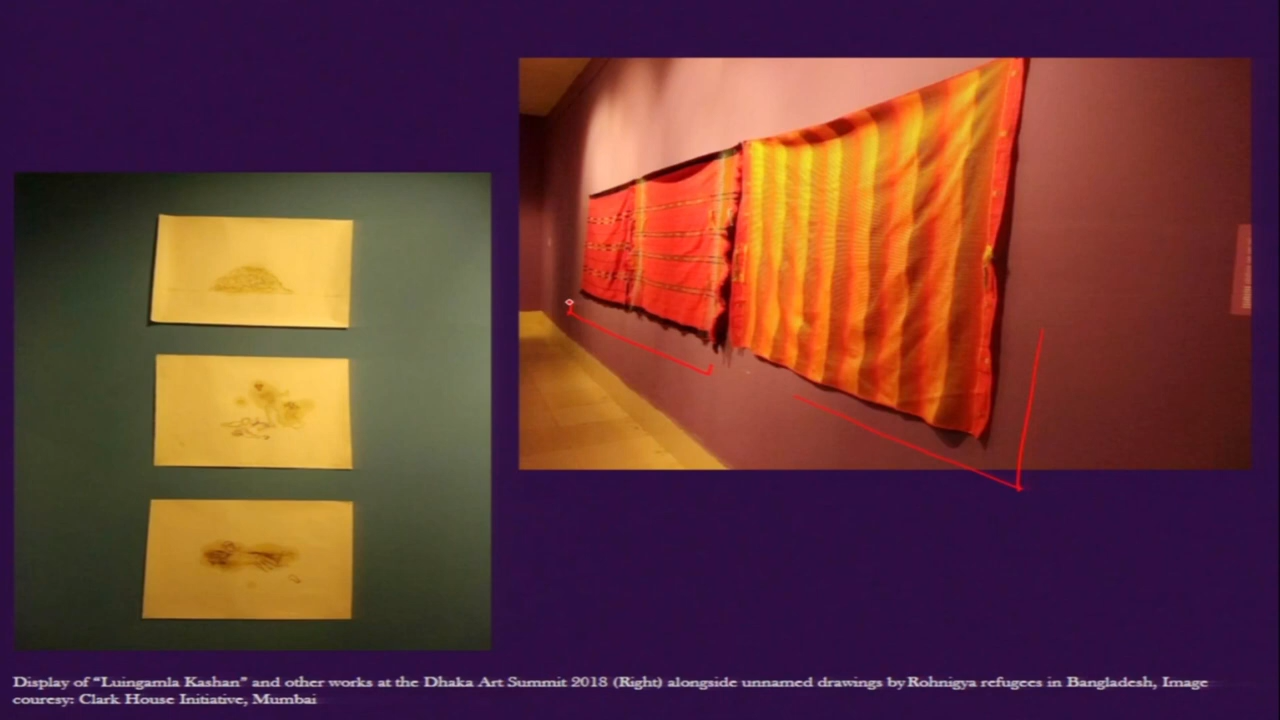 Display of “Luingamla Kashan” and other works at the Dhaka Art Summit 2018 (Right) alongside unnamed drawings by Rohnigya refugees in Bangladesh, Image
couresy: Clark House Initiative, Mumbai